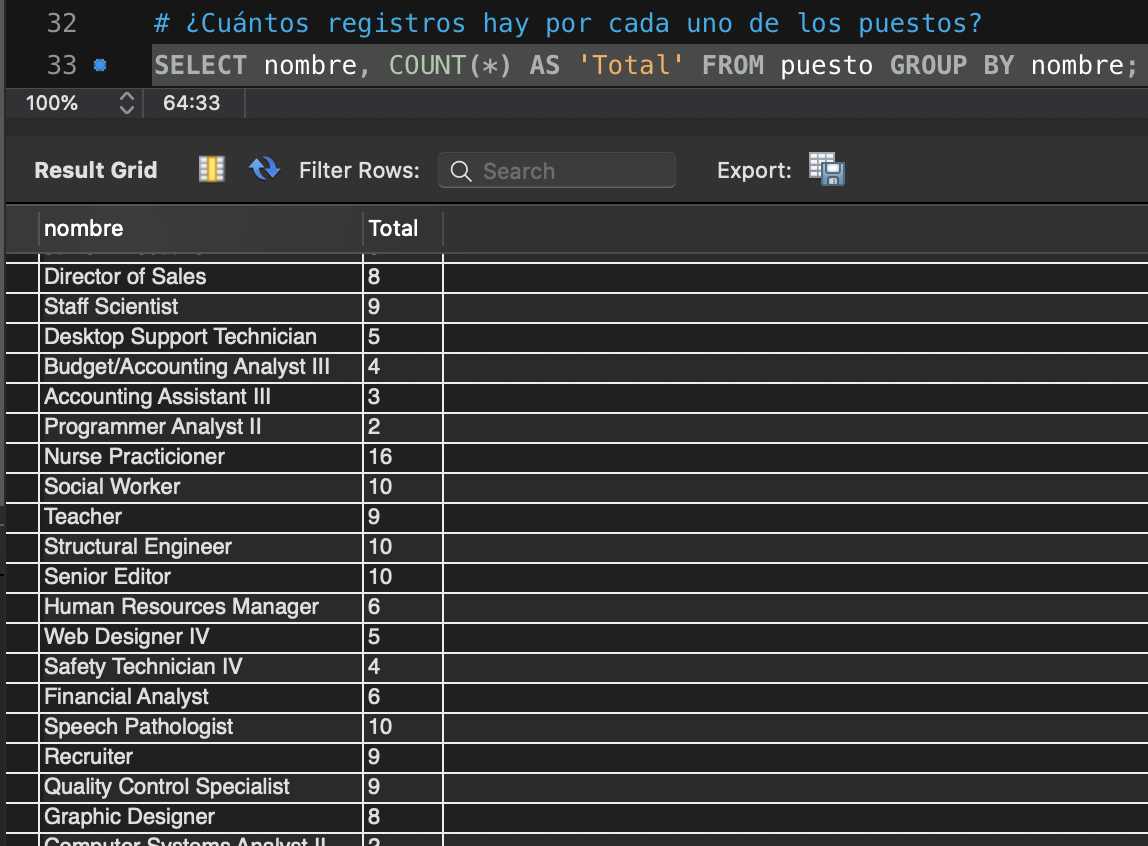 32 # ¿Cuántos registros hay por cada uno de los puestos?
33 SELECT nombre, COUNT(*) AS 'Total' FROM puesto GROUP BY nombre;
100% 64:33
Result Grid Filter Rows: Search Export:
nombre Total
Director of Sales 8
Staff Scientist 9
Desktop Support Technician 5
Budget/Accounting Analyst III 4
Accounting Assistant III 3
Programmer Analyst II 2
Nurse Practicioner 16
Social Worker 10
Teacher 9
Structural Engineer 10
Senior Editor 10
Human Resources Manager 6
Web Designer IV 5
Safety Technician IV 4
Financial Analyst 6
Speech Pathologist 10
Recruiter 9
Quality Control Specialist 9
Graphic Designer 8
Computer Systems Analyst II 2